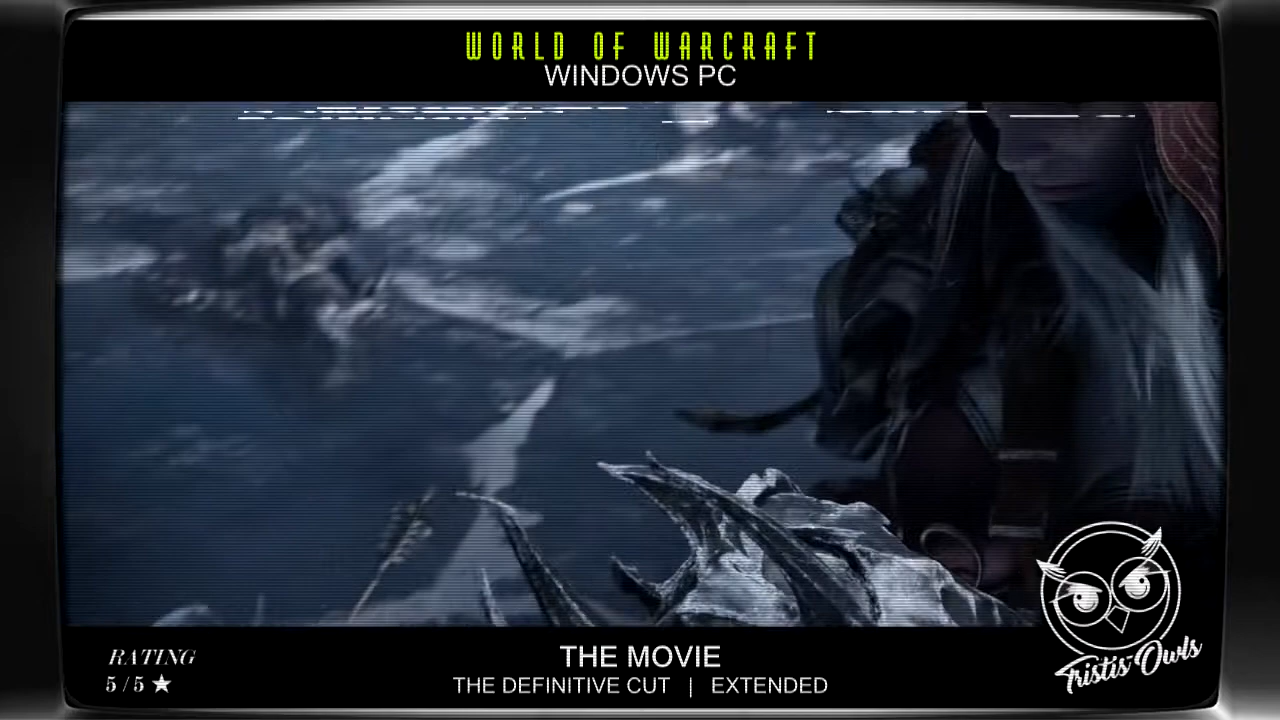 WORLD OF WARCRAFT
WINDOWS PC
RATING
5/5 ★
THE MOVIE
THE DEFINITIVE CUT | EXTENDED
Tristis Owls